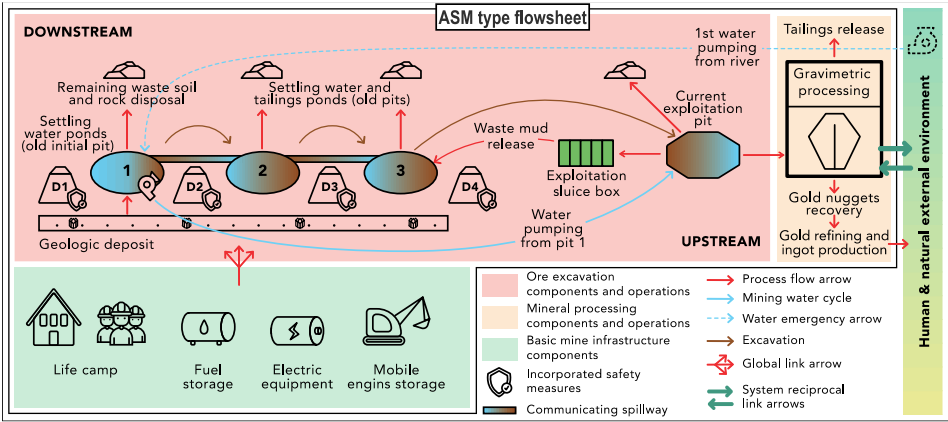 ASM type flowsheet
DOWNSTREAM
1st water
pumping
from river
Tailings release
Remaining waste soil
and rock disposal
Settling water and
tailings ponds (old pits)
Current
exploitation
pit
Gravimetric
processing
Settling
water ponds
(old initial pit)
Waste mud
release
1
2
3
Exploitation
sluice box
D1
D2
D3
D4
Gold nuggets
recovery
Water
pumping
from pit 1
Geologic deposit
UPSTREAM
Gold refining and
ingot production
Human & natural external environment
Life camp
Fuel
storage
Electric
equipment
Mobile
engins storage
Ore excavation
components and operations
Mineral processing
components and operations
Basic mine infrastructure
components
Incorporated safety
measures
Communicating spillway
Process flow arrow
Mining water cycle
Water emergency arrow
Excavation
Global link arrow
System reciprocal
link arrows